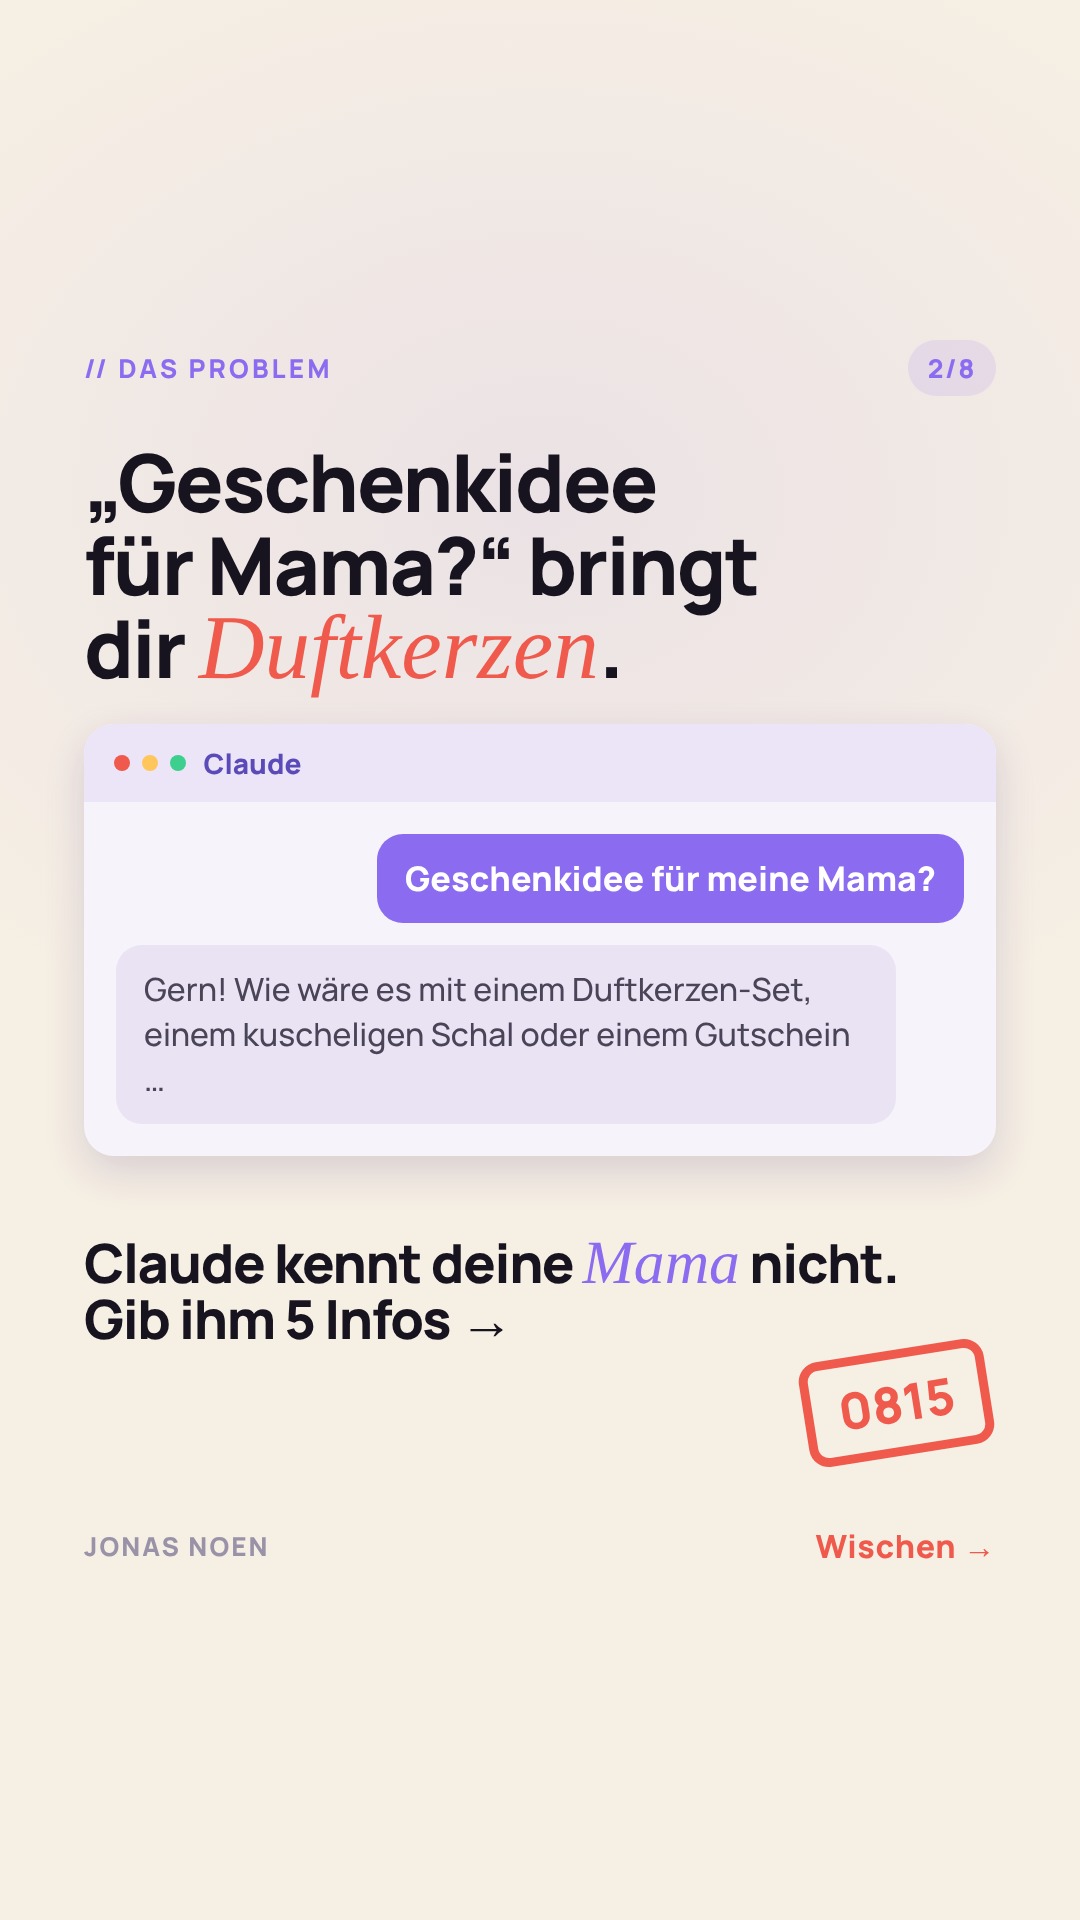 // DAS PROBLEM
2/8
„Geschenkidee
für Mama?“ bringt
dir Duftkerzen.
Claude
Geschenkidee für meine Mama?
Gern! Wie wäre es mit einem Duftkerzen-Set,
einem kuscheligen Schal oder einem Gutschein
…
Claude kennt deine Mama nicht.
Gib ihm 5 Infos →
0815
JONAS NOEN
Wischen →